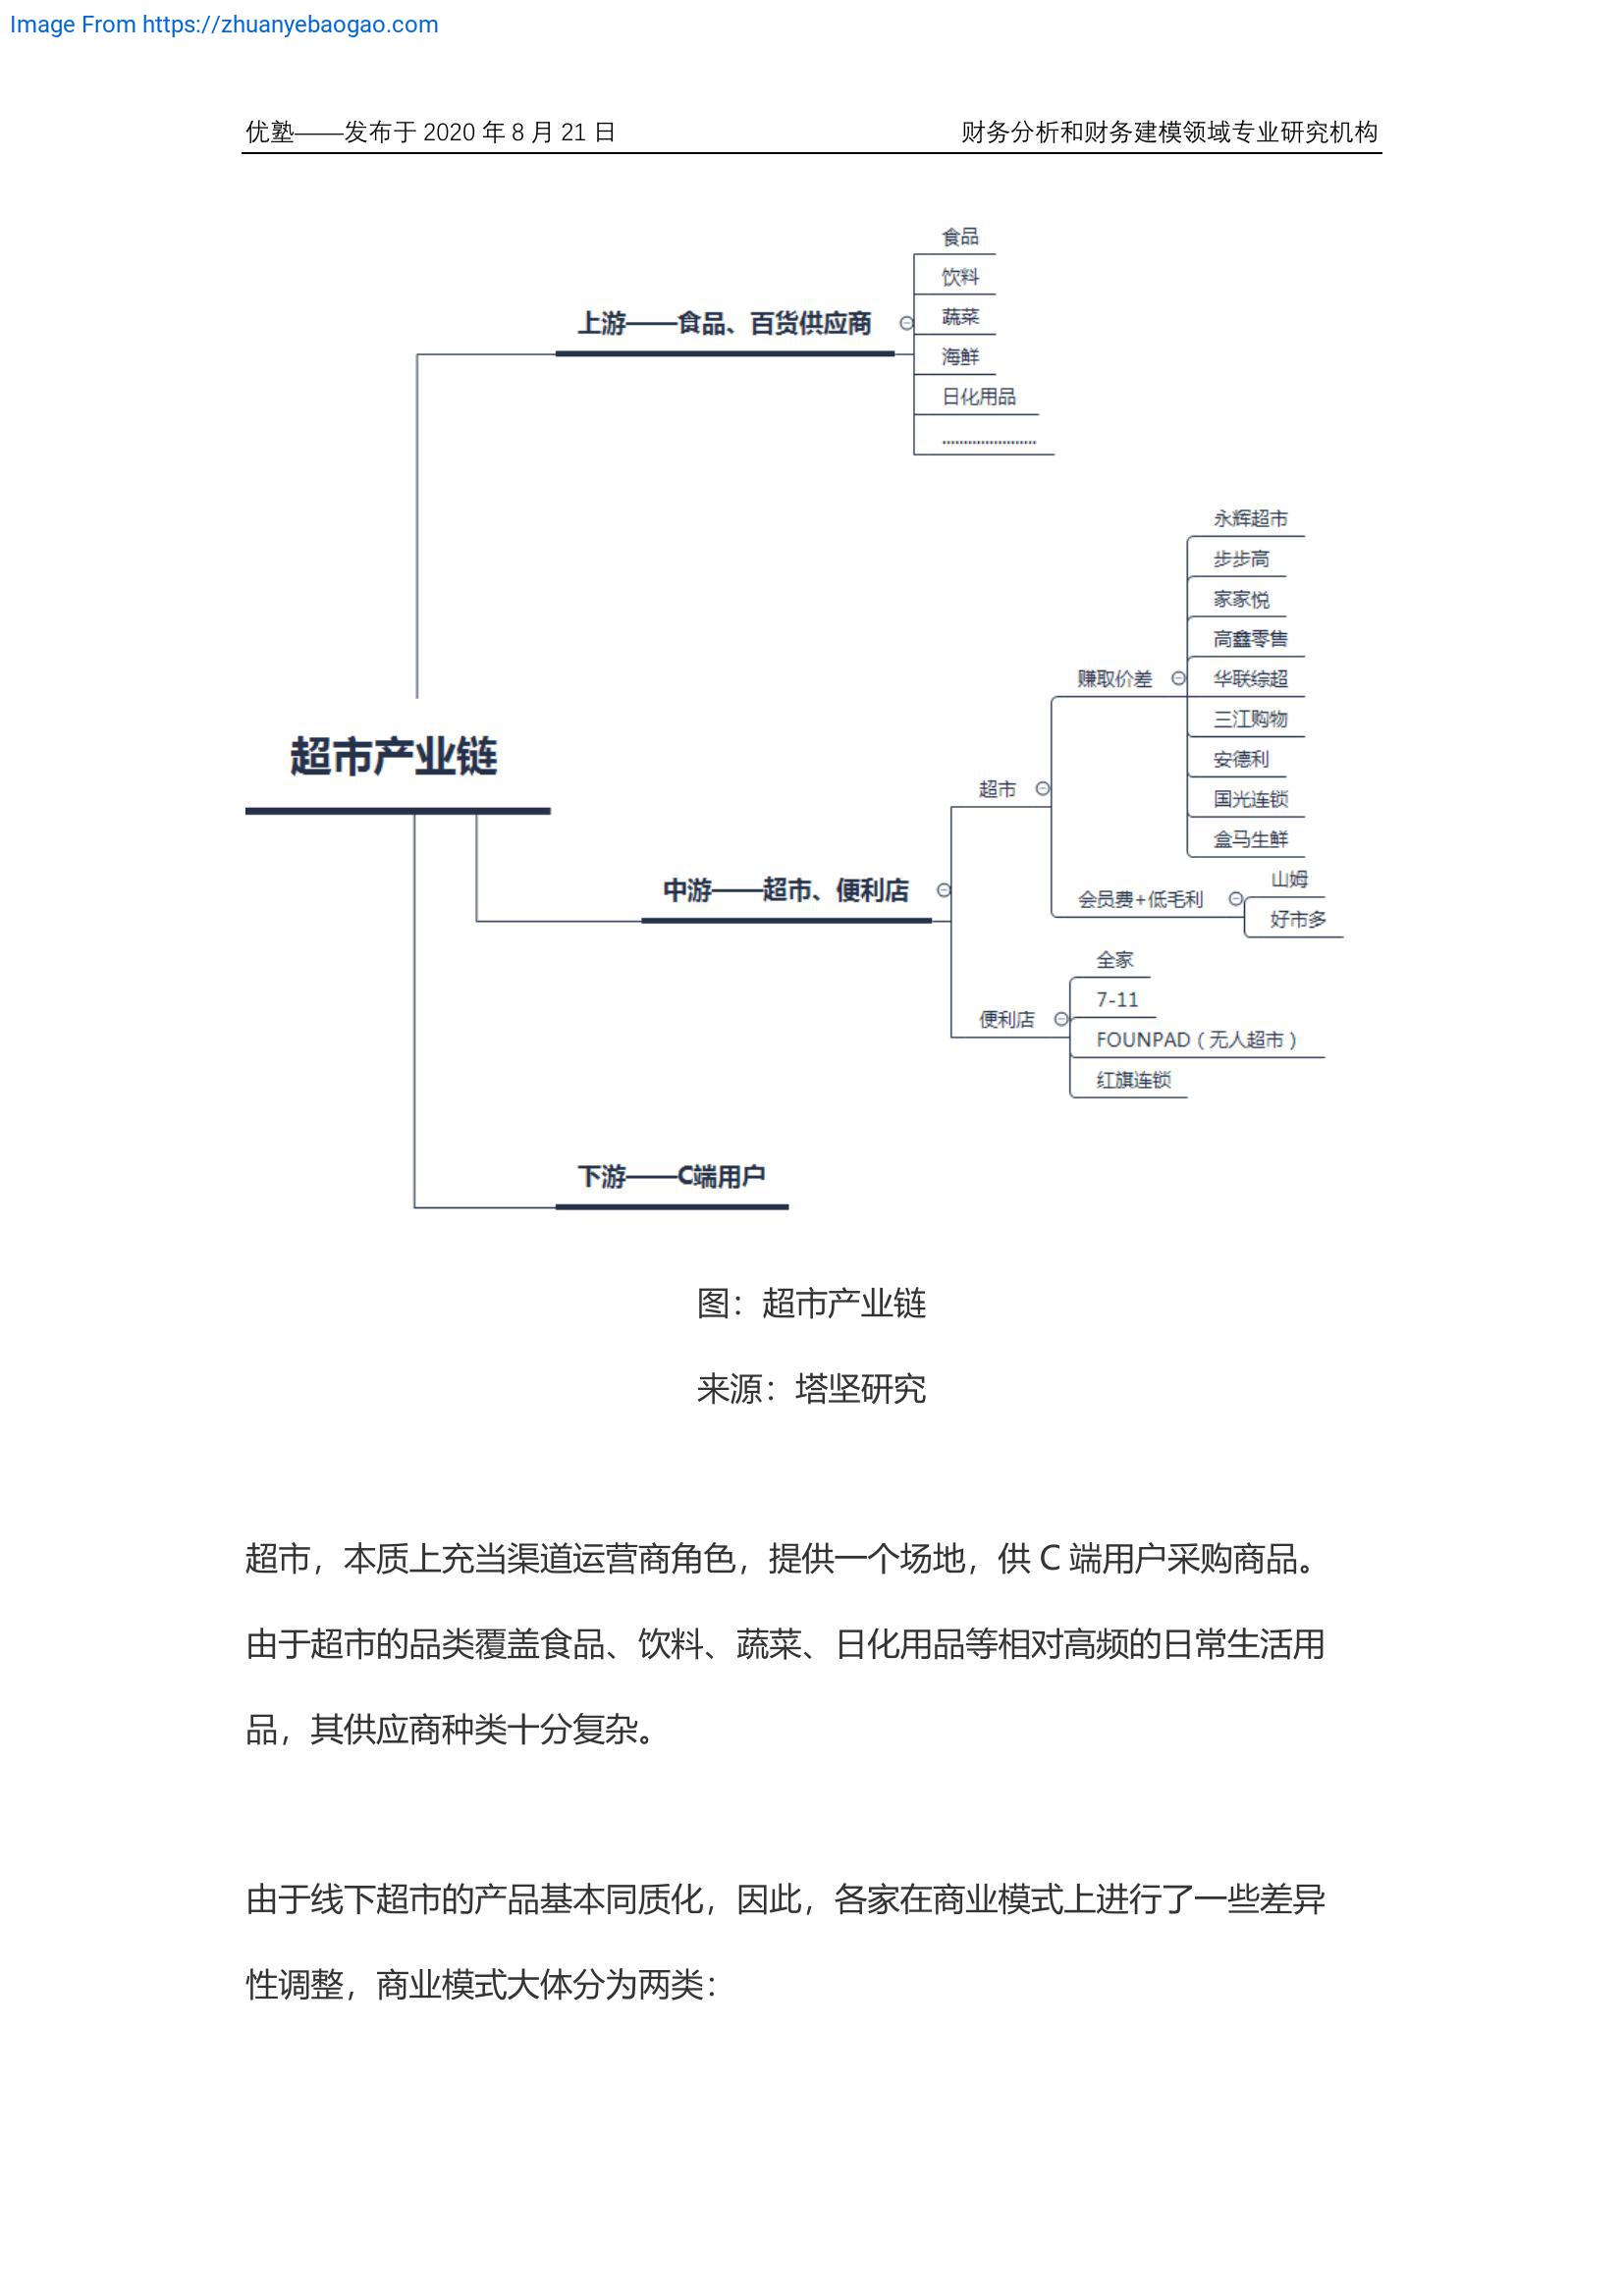 Image From https://zhuanyebaogao.com
优塾——发布于 2020 年 8 月 21 日
财务分析和财务建模领域专业研究机构
超市产业链
上游——食品、百货供应商
食品
饮料
蔬菜
海鲜
日化用品
......................
中游——超市、便利店
超市
赚取价差
永辉超市
步步高
家家悦
高鑫零售
华联综超
三江购物
安德利
国光连锁
盒马生鲜
会员费+低毛利
山姆
好市多
便利店
全家
7-11
FOUNPAD（无人超市）
红旗连锁
下游——C端用户
图：超市产业链
来源：塔坚研究
超市，本质上充当渠道运营商角色，提供一个场地，供 C 端用户采购商品。
由于超市的品类覆盖食品、饮料、蔬菜、日化用品等相对高频的日常生活用
品，其供应商种类十分复杂。
由于线下超市的产品基本同质化，因此，各家在商业模式上进行了一些差异
性调整，商业模式大体分为两类：